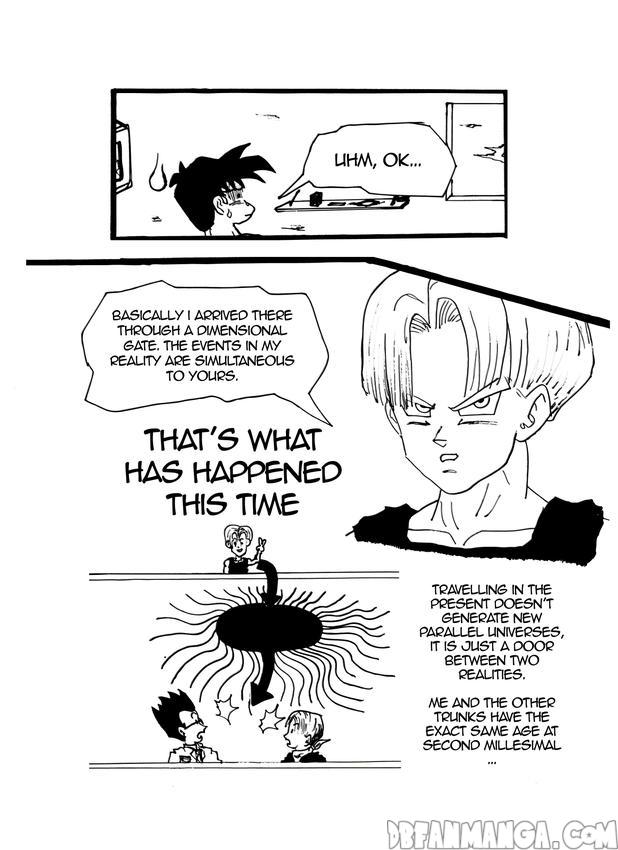 UHM, OK...
BASICALLY I ARRIVED THERE
THROUGH A DIMENSIONAL
GATE. THE EVENTS IN MY
REALITY ARE SIMULTANEOUS
TO YOURS.
THAT'S WHAT
HAS HAPPENED
THIS TIME
TRAVELLING IN THE
PRESENT DOESN'T
GENERATE NEW
PARALLEL UNIVERSES,
IT IS JUST A DOOR
BETWEEN TWO
REALITIES.
ME AND THE OTHER
TRUNKS HAVE THE
EXACT SAME AGE AT
SECOND MILLESIMAL
...
DBFANMANGA.COM